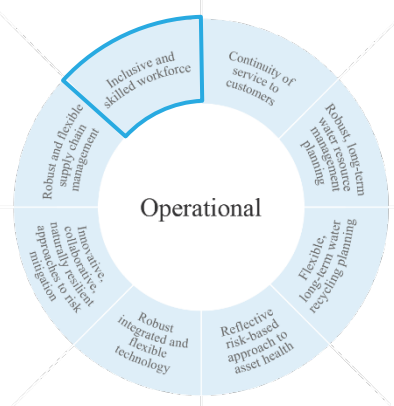 Inclusive and
skilled workforce
Continuity of
service to
customers
Robust, long-term
water resource
management
planning
Flexible,
long-term water
recycling planning
Reflective
risk-based
approach to
asset health
Robust
integrated and
flexible
technology
Innovative,
collaborative,
naturally resilient
approaches to risk
mitigation
Robust and flexible
supply chain
management
Operational